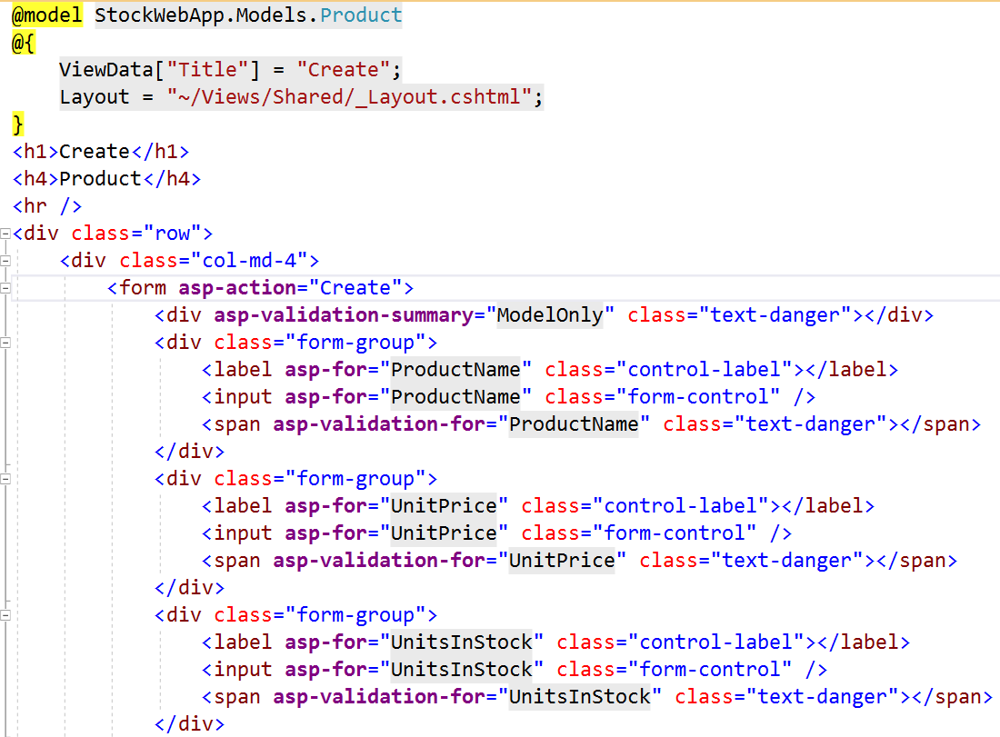 @model StockWebApp.Models.Product
@{
    ViewData["Title"] = "Create";
    Layout = "~/Views/Shared/_Layout.cshtml";
}
<h1>Create</h1>
<h4>Product</h4>
<hr />
<div class="row">
    <div class="col-md-4">
        <form asp-action="Create">
            <div asp-validation-summary="ModelOnly" class="text-danger"></div>
            <div class="form-group">
                <label asp-for="ProductName" class="control-label"></label>
                <input asp-for="ProductName" class="form-control" />
                <span asp-validation-for="ProductName" class="text-danger"></span>
            </div>
            <div class="form-group">
                <label asp-for="UnitPrice" class="control-label"></label>
                <input asp-for="UnitPrice" class="form-control" />
                <span asp-validation-for="UnitPrice" class="text-danger"></span>
            </div>
            <div class="form-group">
                <label asp-for="UnitsInStock" class="control-label"></label>
                <input asp-for="UnitsInStock" class="form-control" />
                <span asp-validation-for="UnitsInStock" class="text-danger"></span>
            </div>